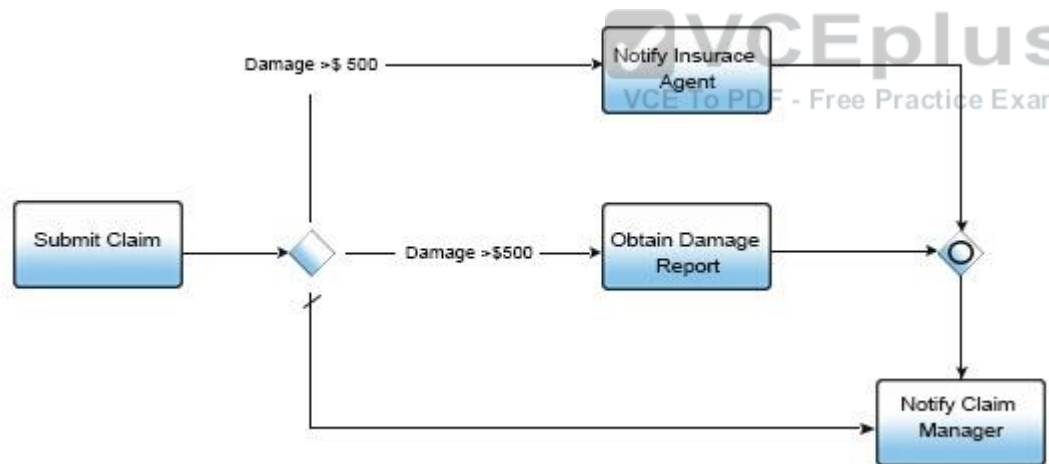 VCEplus
VCE To PDF - Free Practice Exam
Damage >$ 500
Notify Insurace
Agent
Submit Claim
Damage >$500
Obtain Damage
Report
Notify Claim
Manager